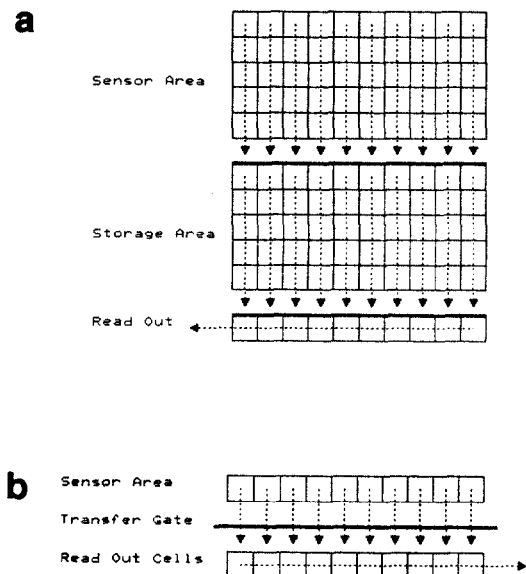 a
Sensor Area
Storage Area
Read Out
b
Sensor Area
Transfer Gate
Read Out Cells